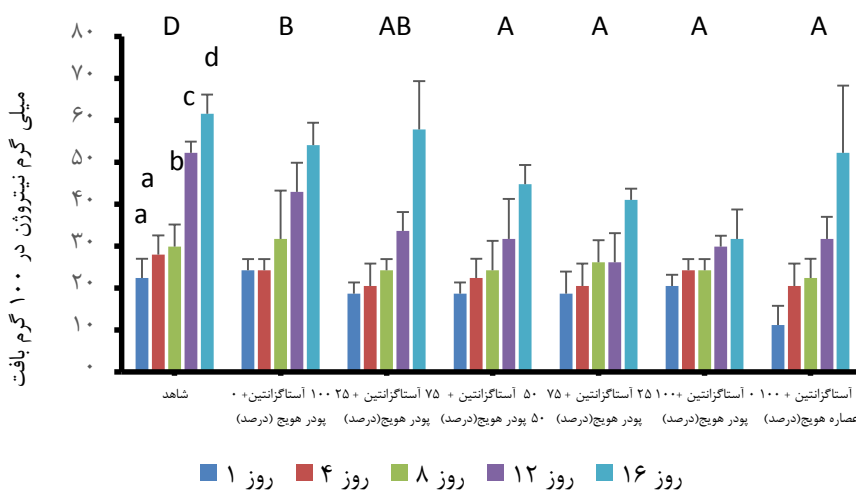 D B AB A A A A
a a b c d
میلی گرم نیتروژن در ۱۰۰ گرم بافت
۸۰
۷۰
۶۰
۵۰
۴۰
۳۰
۲۰
۱۰
۰
شاهد
۱۰۰ آستاگزانتین+ ۰
پودر هویج (درصد)
۷۵ آستاگزانتین + ۲۵
پودر هویج(درصد)
۵۰ آستاگزانتین +
۵۰ پودر هویج(درصد)
۲۵ آستاگزانتین + ۷۵
پودر هویج(درصد)
۰ آستاگزانتین +۱۰۰
پودر هویج(درصد)
آستاگزانتین + ۱۰۰
عصاره هویج(درصد)
روز ۱ روز ۴ روز ۸ روز ۱۲ روز ۱۶